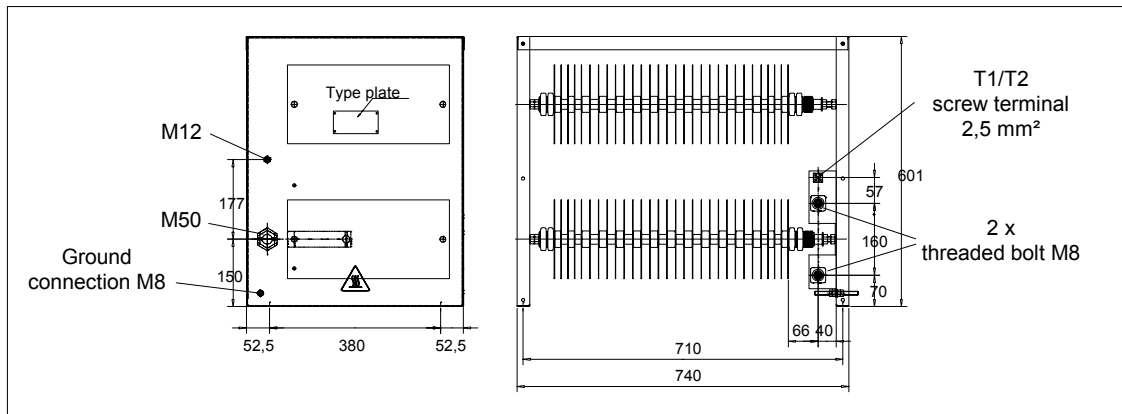 Type plate
M12
177
M50
Ground
connection M8
150
52,5
380
52,5
T1/T2
screw terminal
2,5 mm²
601
57
160
2 x
threaded bolt M8
70
66
40
710
740